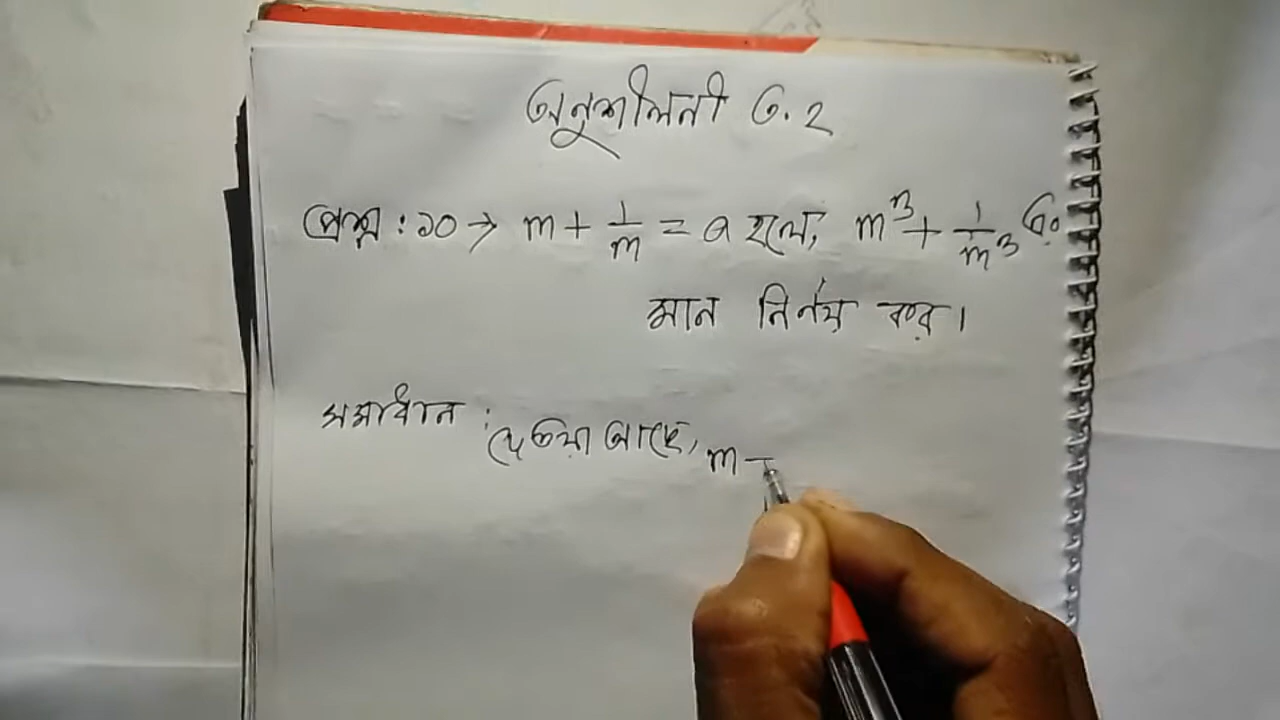 অনুশীলনী ৩.২
প্রশ্ন : ১০ → m + 1/m = a হলে, m³ + 1/m³ এর
মান নির্ণয় কর।
সমাধান : দেওয়া আছে, m